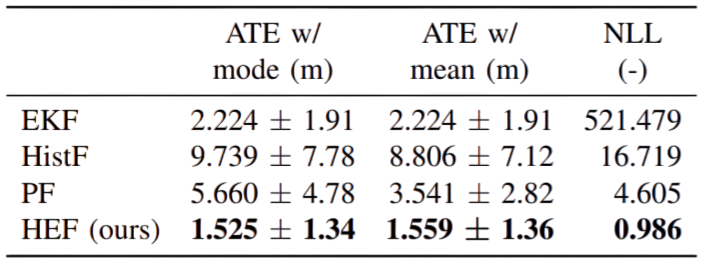 ATE w/ ATE w/ NLL
mode (m) mean (m) (-)
EKF 2.224 ± 1.91 2.224 ± 1.91 521.479
HistF 9.739 ± 7.78 8.806 ± 7.12 16.719
PF 5.660 ± 4.78 3.541 ± 2.82 4.605
HEF (ours) 1.525 ± 1.34 1.559 ± 1.36 0.986